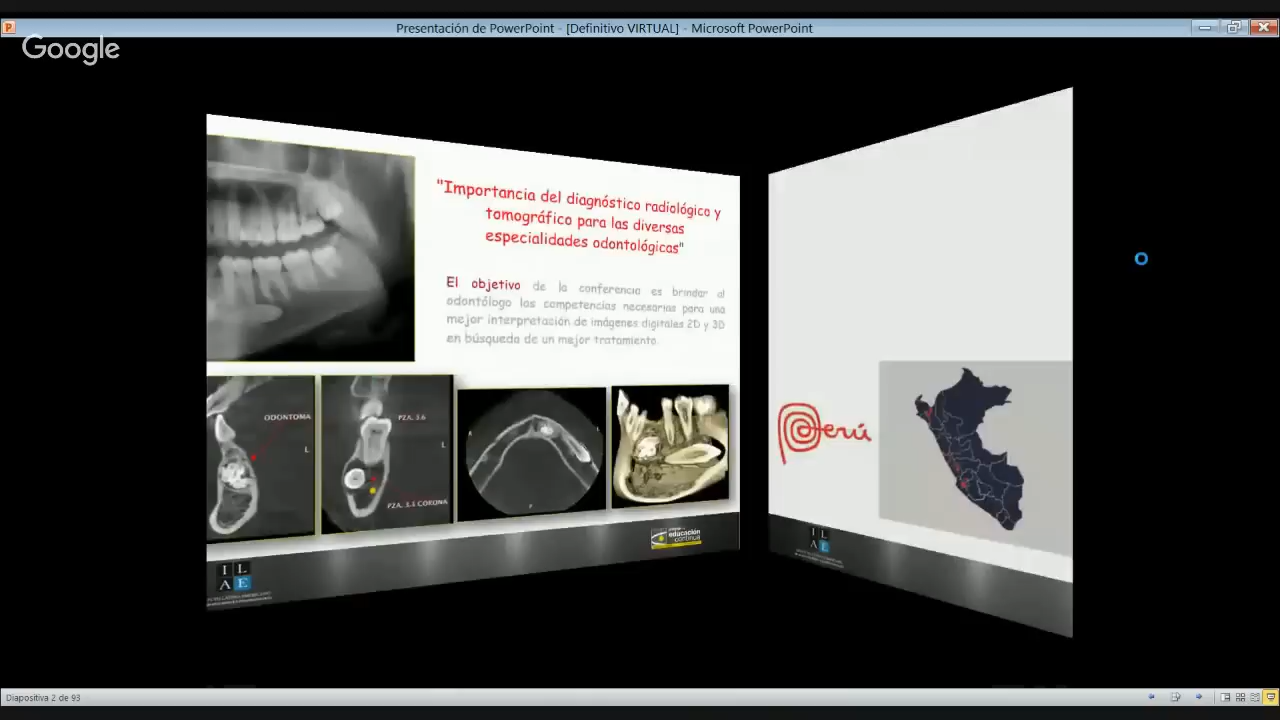 Presentación de PowerPoint - [Definitivo VIRTUAL] - Microsoft PowerPoint
Google
"Importancia del diagnóstico radiológico y
tomográfico para las diversas
especialidades odontológicas"
El objetivo de la conferencia es brindar al
odontólogo las competencias necesarias para una
mejor interpretación de imágenes digitales 2D y 3D
en búsqueda de un mejor tratamiento.
ODONTOMA
L
PZA. 3.6
L
PZA. 3.3 CORONA
Perú
educación
continua
I L
A E
I L
A E
Diapositiva 2 de 93